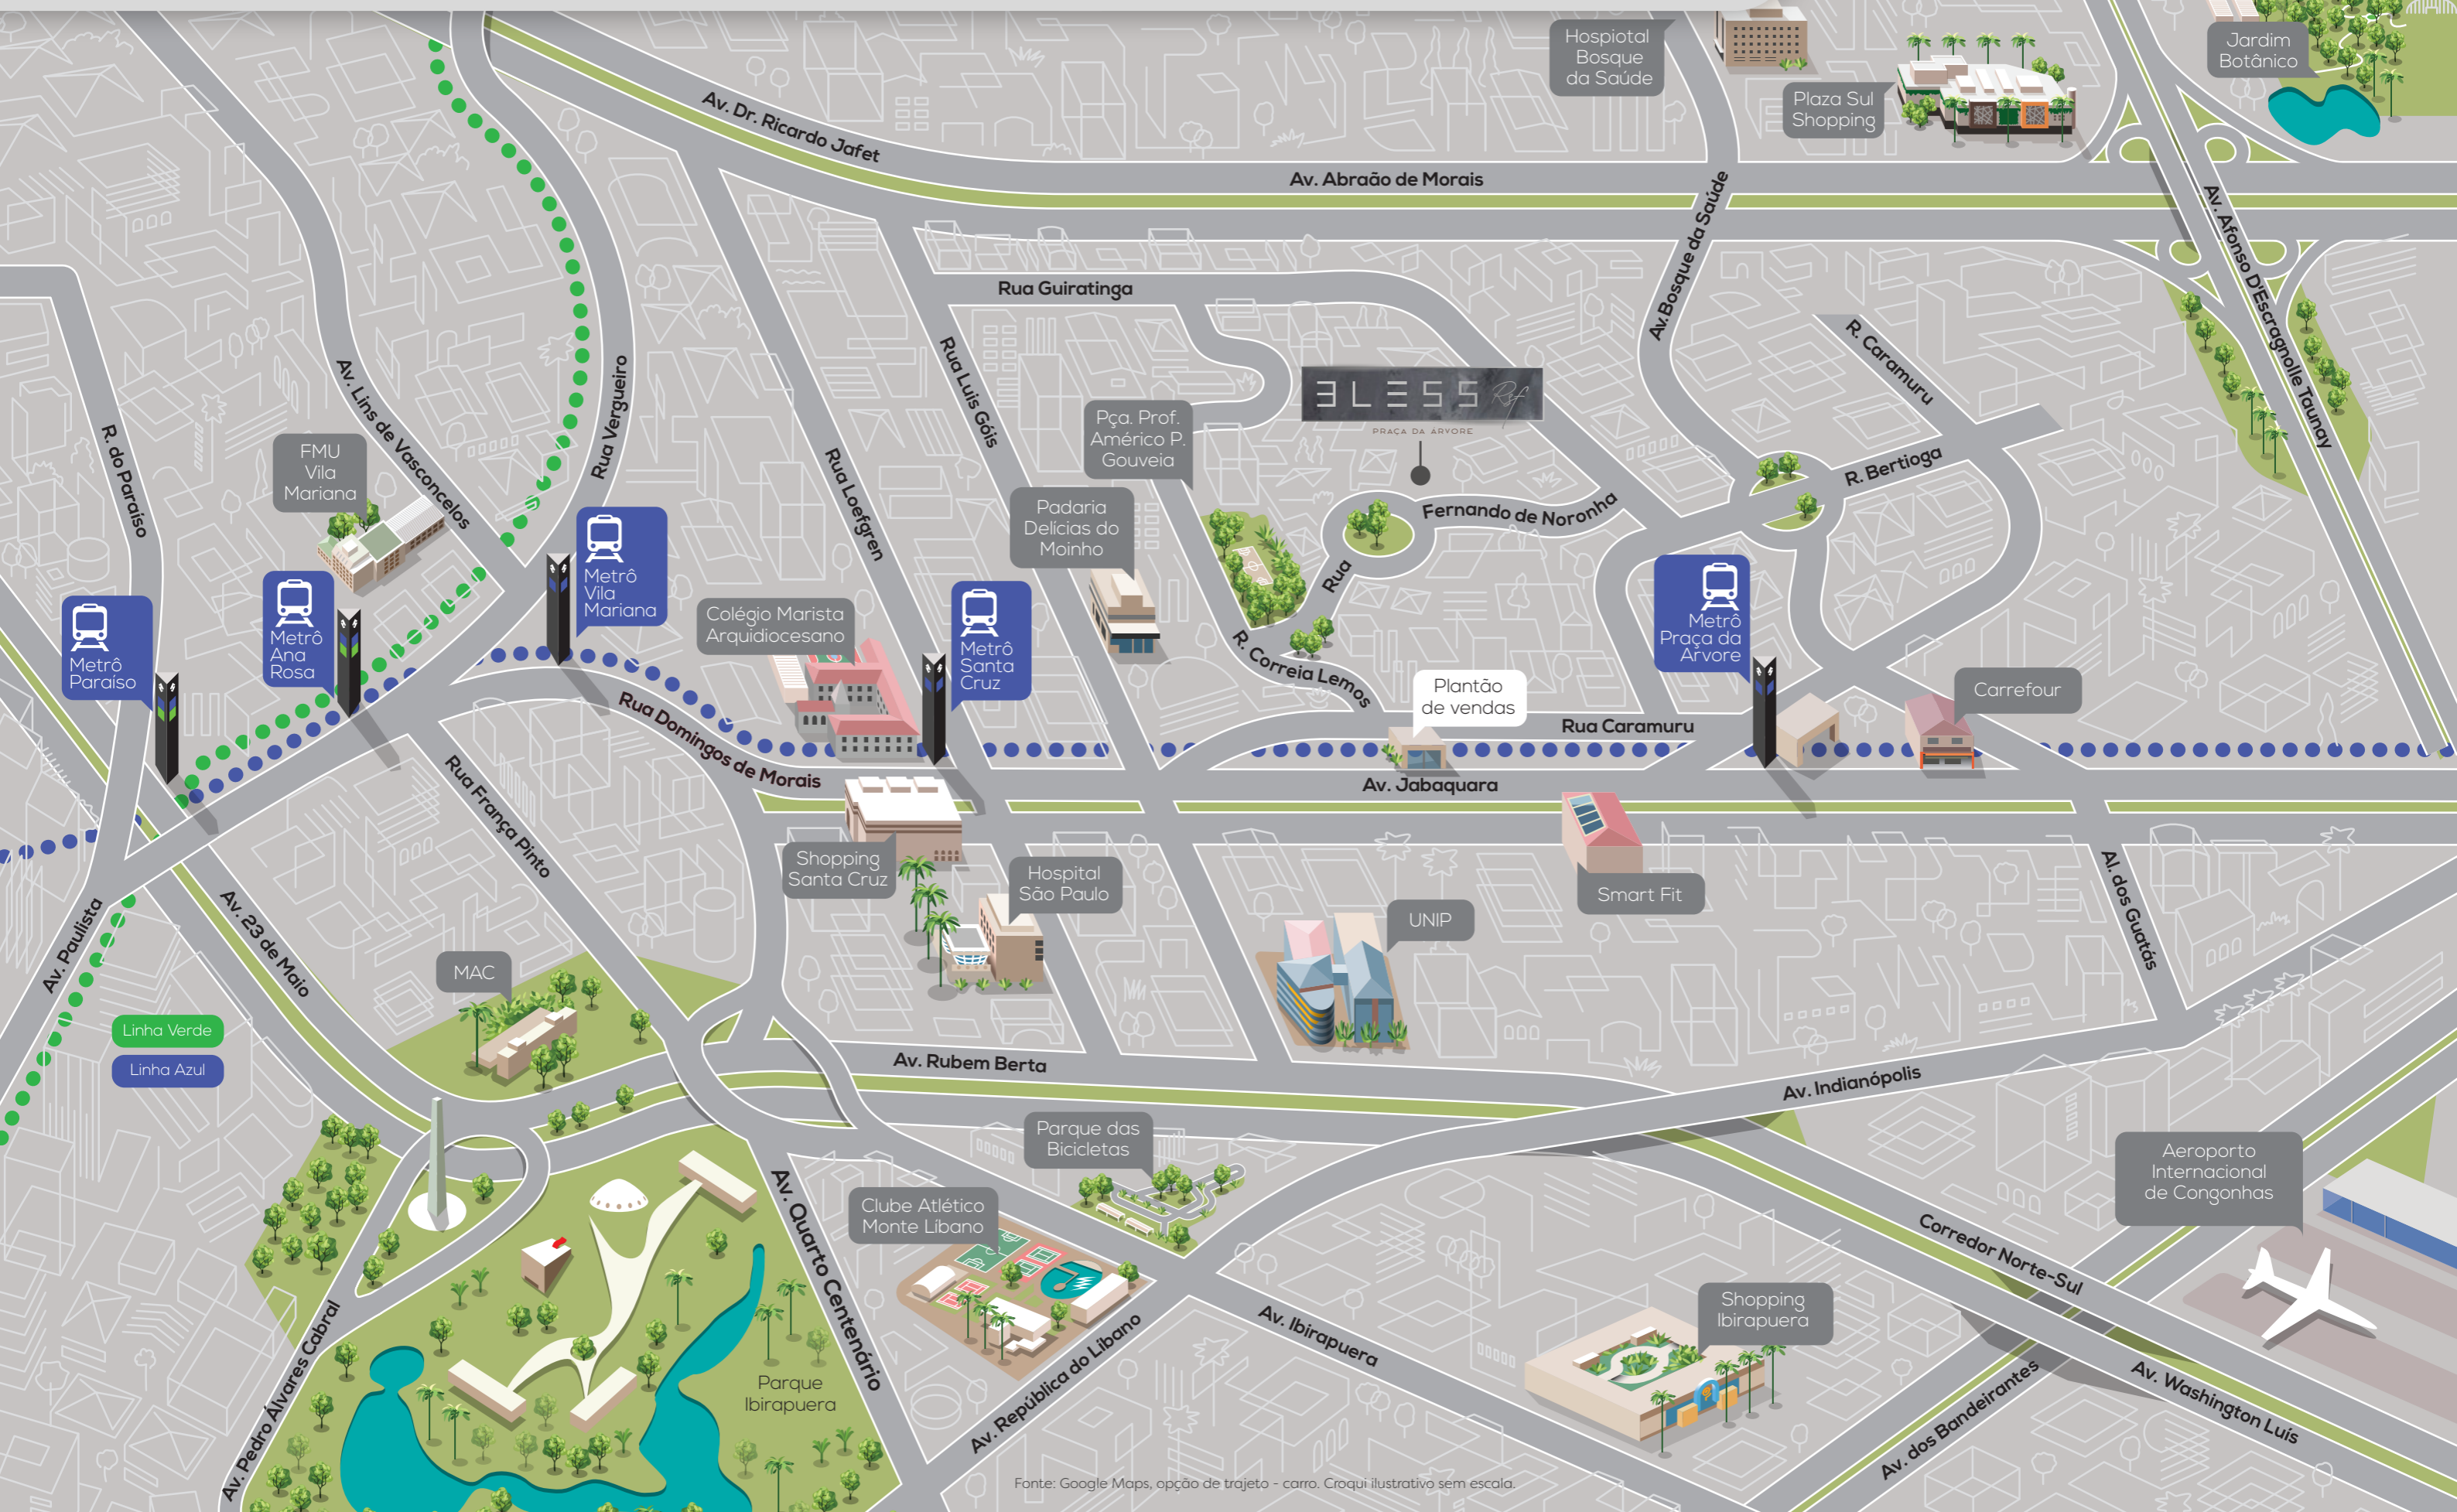 Hospiotal
Bosque
da Saúde
Plaza Sul
Shopping
Jardim
Botânico
Av. Dr. Ricardo Jafet
Av. Abraão de Morais
Av.Bosque da Saúde
Av. Afonso D'Escragnolle Taunay
Rua Guiratinga
R. Caramuru
R. Bertioga
Av. Lins de Vasconcelos
Rua Vergueiro
R. do Paraíso
Rua Luis Góis
Rua Loefgren
BLESS Rsf
PRAÇA DA ÁRVORE
Pça. Prof.
Américo P.
Gouveia
FMU
Vila
Mariana
Padaria
Delícias do
Moinho
Rua
Fernando de Noronha
Metrô
Vila
Mariana
Metrô
Ana
Rosa
Metrô
Paraíso
Colégio Marista
Arquidiocesano
Metrô
Santa
Cruz
Metrô
Praça da
Arvore
R. Correia Lemos
Plantão
de vendas
Rua Caramuru
Carrefour
Rua Domingos de Morais
Av. Jabaquara
Rua França Pinto
Shopping
Santa Cruz
Hospital
São Paulo
UNIP
Smart Fit
Al. dos Guatás
Av. Paulista
Av. 23 de Maio
MAC
Linha Verde
Linha Azul
Av. Rubem Berta
Av. Indianópolis
Parque das
Bicicletas
Clube Atlético
Monte Líbano
Aeroporto
Internacional
de Congonhas
Av. Quarto Centenário
Corredor Norte-Sul
Av. Pedro Álvares Cabral
Parque
Ibirapuera
Av. República do Líbano
Av. Ibirapuera
Shopping
Ibirapuera
Av. dos Bandeirantes
Av. Washington Luís
Fonte: Google Maps, opção de trajeto - carro. Croqui ilustrativo sem escala.